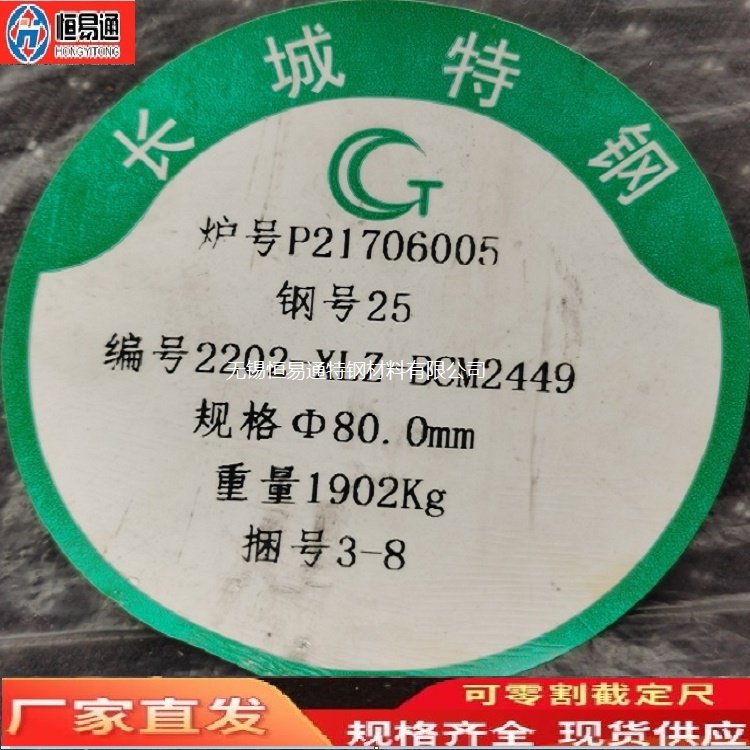 恒易通
HONGYITONG
长城特钢
GT
炉号P21706005
钢号25
编号2202-XLZ-BCM2449
无锡恒易通特钢材料有限公司
规格Φ80.0mm
重量1902Kg
捆号3-8
厂家直发
可零割截定尺
规格齐全 现货供应